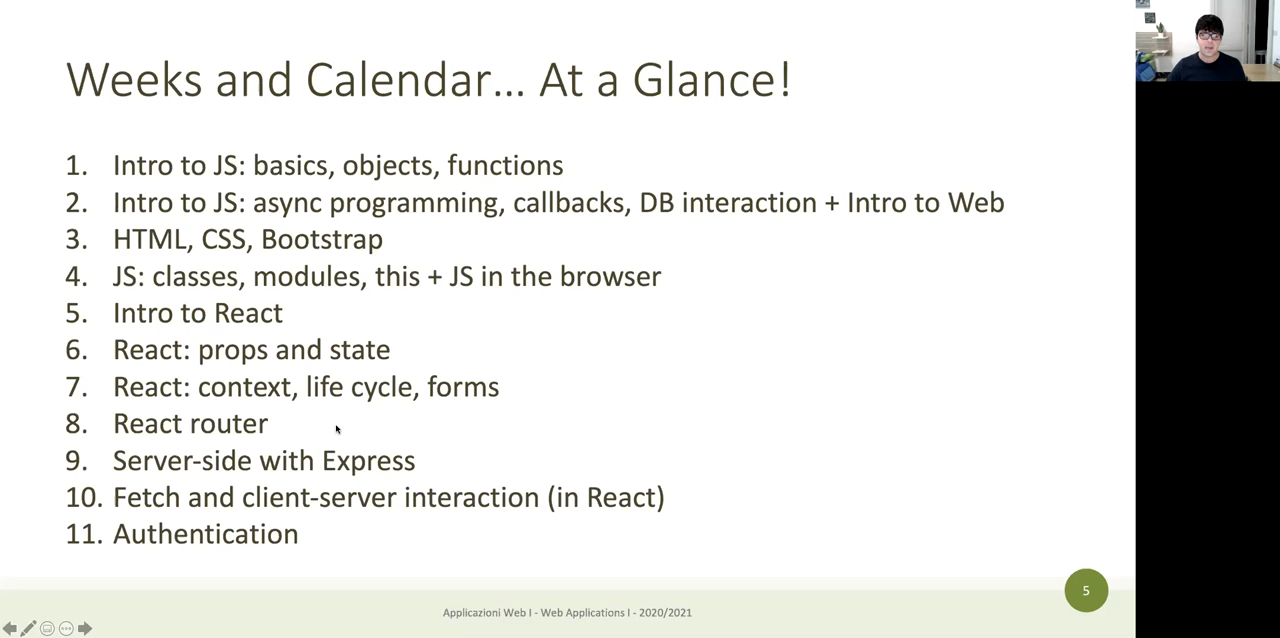 Weeks and Calendar... At a Glance!
1. Intro to JS: basics, objects, functions
2. Intro to JS: async programming, callbacks, DB interaction + Intro to Web
3. HTML, CSS, Bootstrap
4. JS: classes, modules, this + JS in the browser
5. Intro to React
6. React: props and state
7. React: context, life cycle, forms
8. React router
9. Server-side with Express
10. Fetch and client-server interaction (in React)
11. Authentication
Applicazioni Web I - Web Applications I - 2020/2021
5